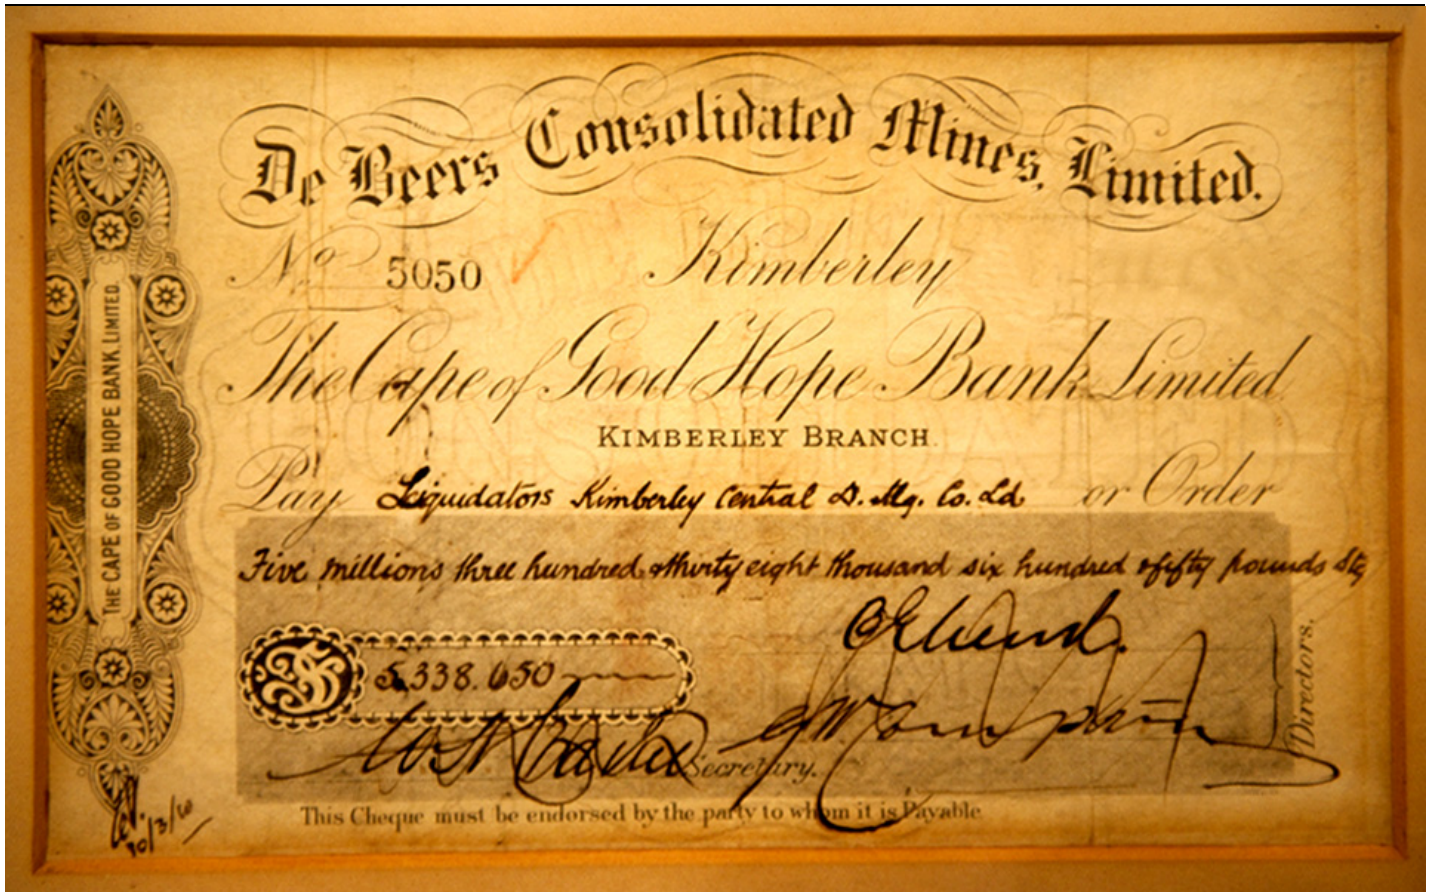 De Beers Consolidated Mines, Limited.
No. 5050
Kimberley
The Cape of Good Hope Bank Limited
KIMBERLEY BRANCH.
Pay Liquidators Kimberley Central D. Mg. Co. Ld or Order
Five millions three hundred & thirty eight thousand six hundred & fifty pounds Stg
5,338.650
Secretary.
Directors,
This Cheque must be endorsed by the party to whom it is Payable
THE CAPE OF GOOD HOPE BANK LIMITED.